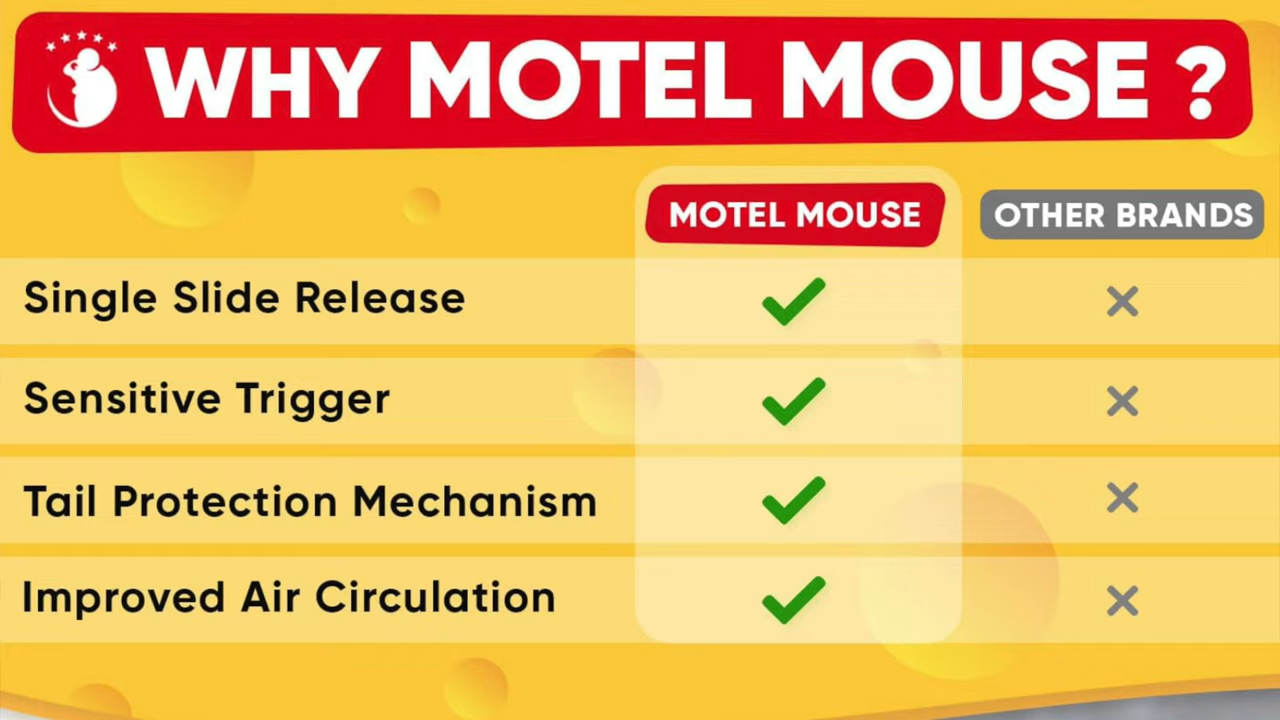 WHY MOTEL MOUSE ?
MOTEL MOUSE OTHER BRANDS
Single Slide Release
Sensitive Trigger
Tail Protection Mechanism
Improved Air Circulation